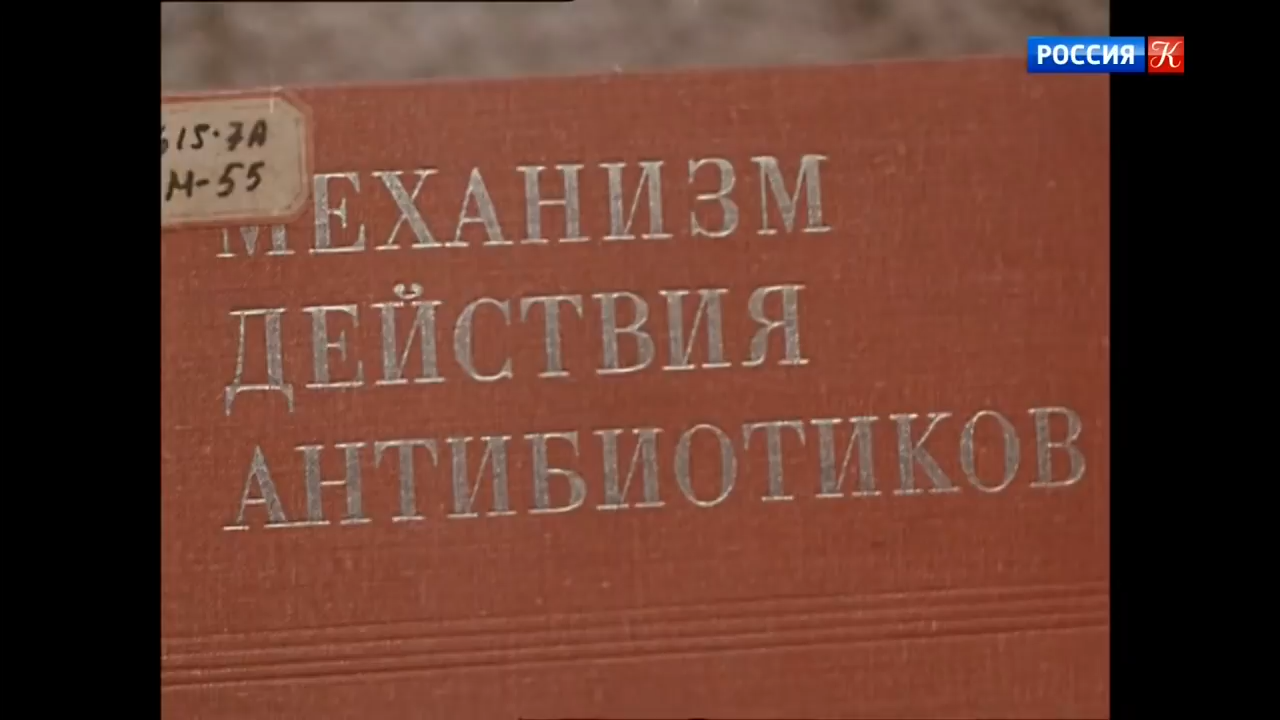 РОССИЯ К
615.7А
М-55
МЕХАНИЗМ
ДЕЙСТВИЯ
АНТИБИОТИКОВ